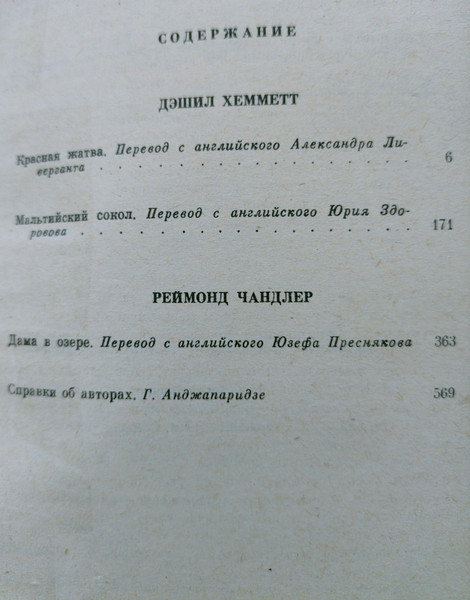 СОДЕРЖАНИЕ
ДЭШИЛ ХЕММЕТТ
Красная жатва. Перевод с английского Александра Ли-
верганта . . . . . . . . . . . . . . . . 6
Мальтийский сокол. Перевод с английского Юрия Здо-
ровова . . . . . . . . . . . . . . . . . 171
РЕЙМОНД ЧАНДЛЕР
Дама в озере. Перевод с английского Юзефа Преснякова 363
Справки об авторах. Г. Анджапаридзе 569